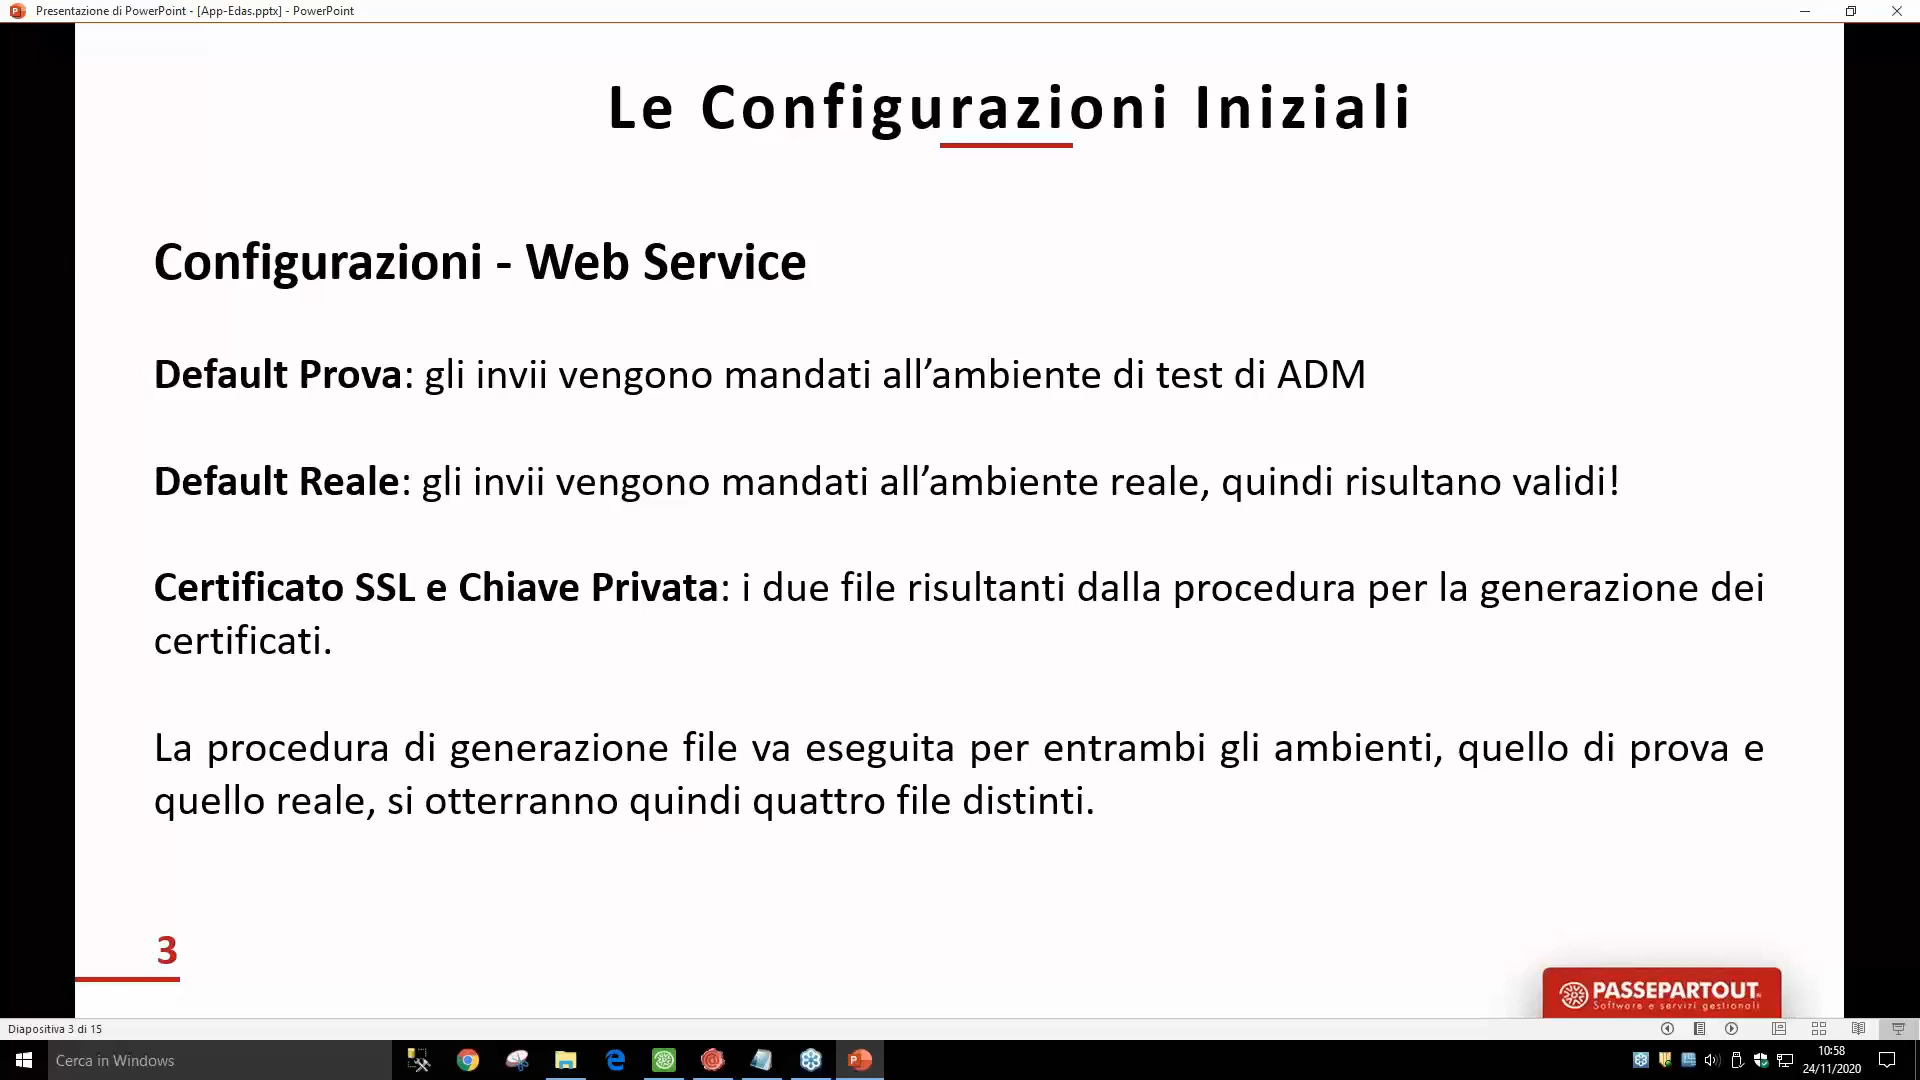 Presentazione di PowerPoint - [App-Edas.pptx] - PowerPoint
Le Configurazioni Iniziali
Configurazioni - Web Service
Default Prova: gli invii vengono mandati all’ambiente di test di ADM
Default Reale: gli invii vengono mandati all’ambiente reale, quindi risultano validi!
Certificato SSL e Chiave Privata: i due file risultanti dalla procedura per la generazione dei
certificati.
La procedura di generazione file va eseguita per entrambi gli ambienti, quello di prova e
quello reale, si otterranno quindi quattro file distinti.
3
PASSEPARTOUT
Software e servizi gestionali
Diapositiva 3 di 15
Cerca in Windows
10:58
24/11/2020